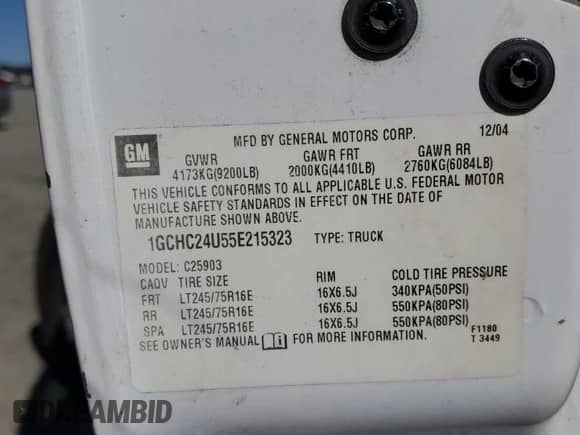 MFD BY GENERAL MOTORS CORP. 12/04
GM
GVWR GAWR FRT GAWR RR
4173KG(9200LB) 2000KG(4410LB) 2760KG(6084LB)
THIS VEHICLE CONFORMS TO ALL APPLICABLE U.S. FEDERAL MOTOR
VEHICLE SAFETY STANDARDS IN EFFECT ON THE DATE OF
MANUFACTURE SHOWN ABOVE.
1GCHC24U55E215323 TYPE: TRUCK
MODEL: C25903
CAQV TIRE SIZE RIM COLD TIRE PRESSURE
FRT LT245/75R16E 16X6.5J 340KPA(50PSI)
RR LT245/75R16E 16X6.5J 550KPA(80PSI)
SPA LT245/75R16E 16X6.5J 550KPA(80PSI)
SEE OWNER'S MANUAL FOR MORE INFORMATION.
F1180
T 3449
DREAMBID